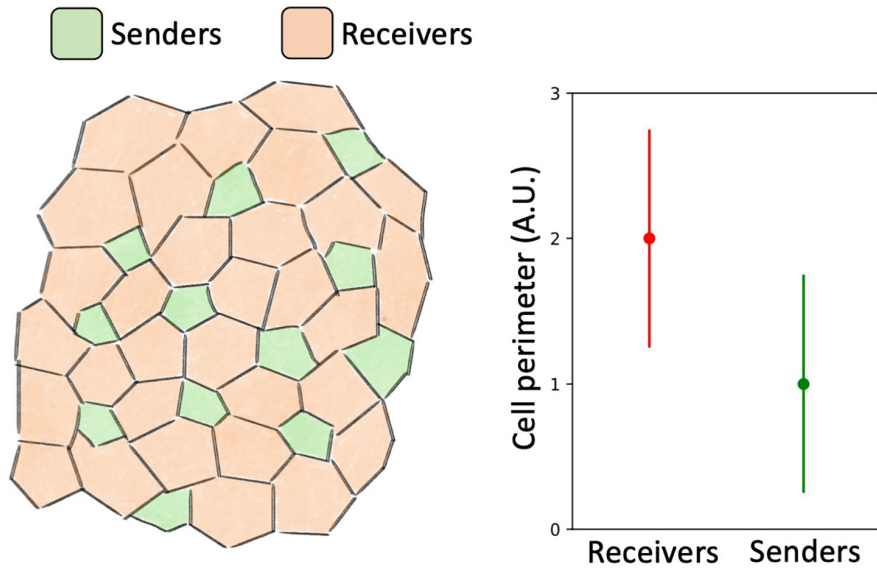 Senders
Receivers
Cell perimeter (A.U.)
3
2
1
0
Receivers
Senders